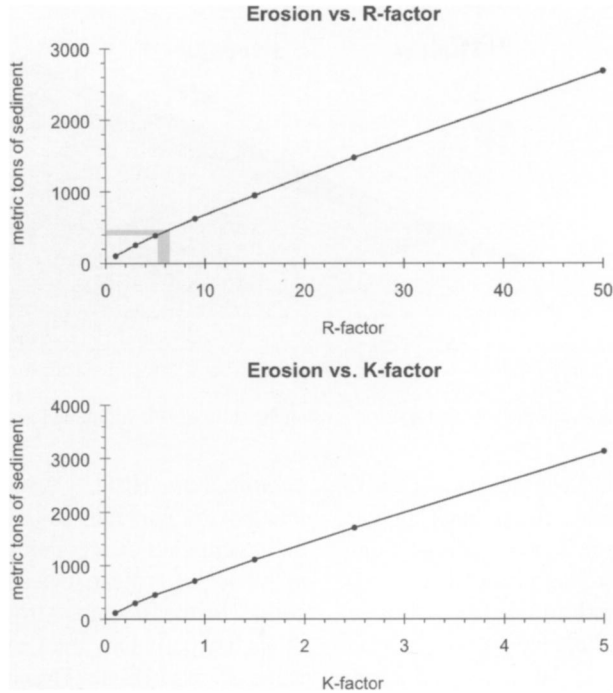 Erosion vs. R-factor
metric tons of sediment
3000
2000
1000
0
0 10 20 30 40 50
R-factor
Erosion vs. K-factor
metric tons of sediment
4000
3000
2000
1000
0
0 1 2 3 4 5
K-factor